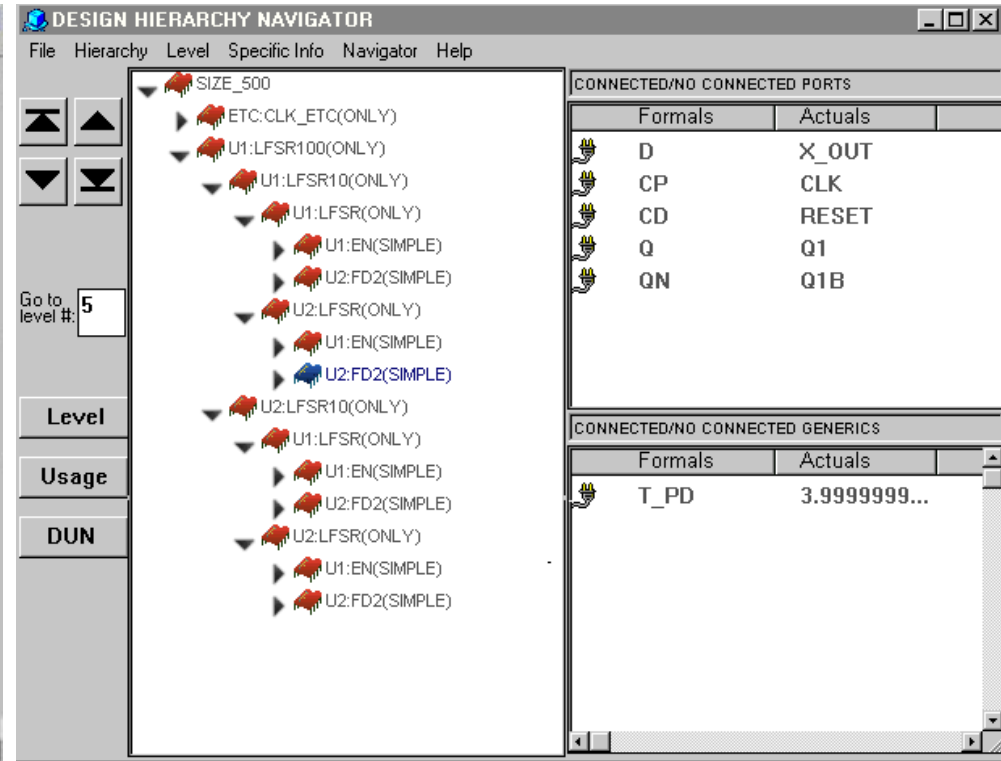 DESIGN HIERARCHY NAVIGATOR
File Hierarchy Level Specific Info Navigator Help
SIZE_500
ETC:CLK_ETC(ONLY)
U1:LFSR100(ONLY)
U1:LFSR10(ONLY)
U1:LFSR(ONLY)
U1:EN(SIMPLE)
U2:FD2(SIMPLE)
U2:LFSR(ONLY)
U1:EN(SIMPLE)
U2:FD2(SIMPLE)
U2:LFSR10(ONLY)
U1:LFSR(ONLY)
U1:EN(SIMPLE)
U2:FD2(SIMPLE)
U2:LFSR(ONLY)
U1:EN(SIMPLE)
U2:FD2(SIMPLE)
Go to
level #: 5
Level
Usage
DUN
CONNECTED/NO CONNECTED PORTS
Formals Actuals
D X_OUT
CP CLK
CD RESET
Q Q1
QN Q1B
CONNECTED/NO CONNECTED GENERICS
Formals Actuals
T_PD 3.9999999...